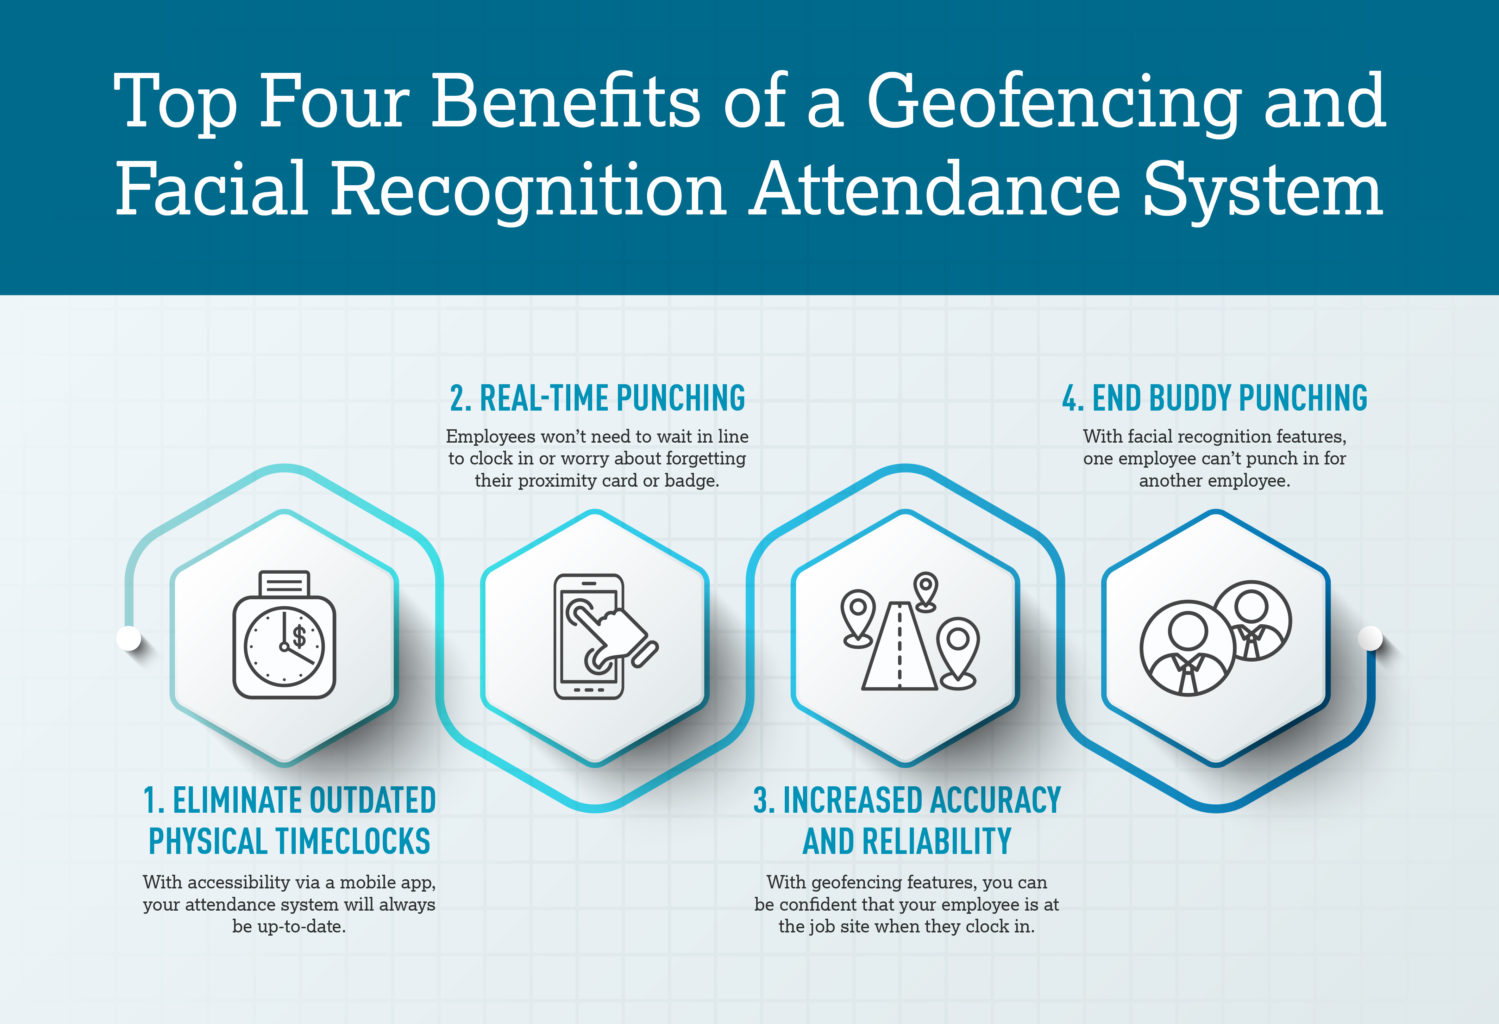 Top Four Benefits of a Geofencing and
Facial Recognition Attendance System
1. ELIMINATE OUTDATED
PHYSICAL TIMECLOCKS
With accessibility via a mobile app,
your attendance system will always
be up-to-date.
$
2. REAL-TIME PUNCHING
Employees won’t need to wait in line
to clock in or worry about forgetting
their proximity card or badge.
3. INCREASED ACCURACY
AND RELIABILITY
With geofencing features, you can
be confident that your employee is at
the job site when they clock in.
4. END BUDDY PUNCHING
With facial recognition features,
one employee can’t punch in for
another employee.